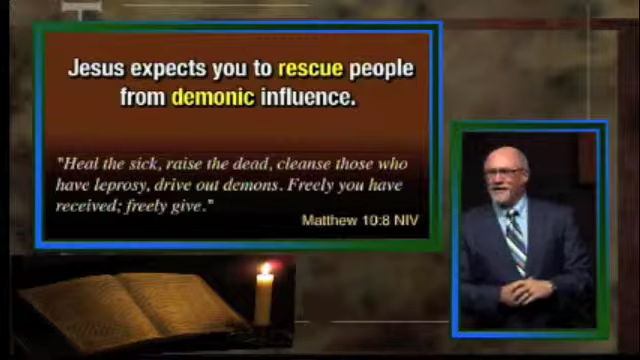 Jesus expects you to rescue people
from demonic influence.
"Heal the sick, raise the dead, cleanse those who
have leprosy, drive out demons. Freely you have
received; freely give."
Matthew 10:8 NIV